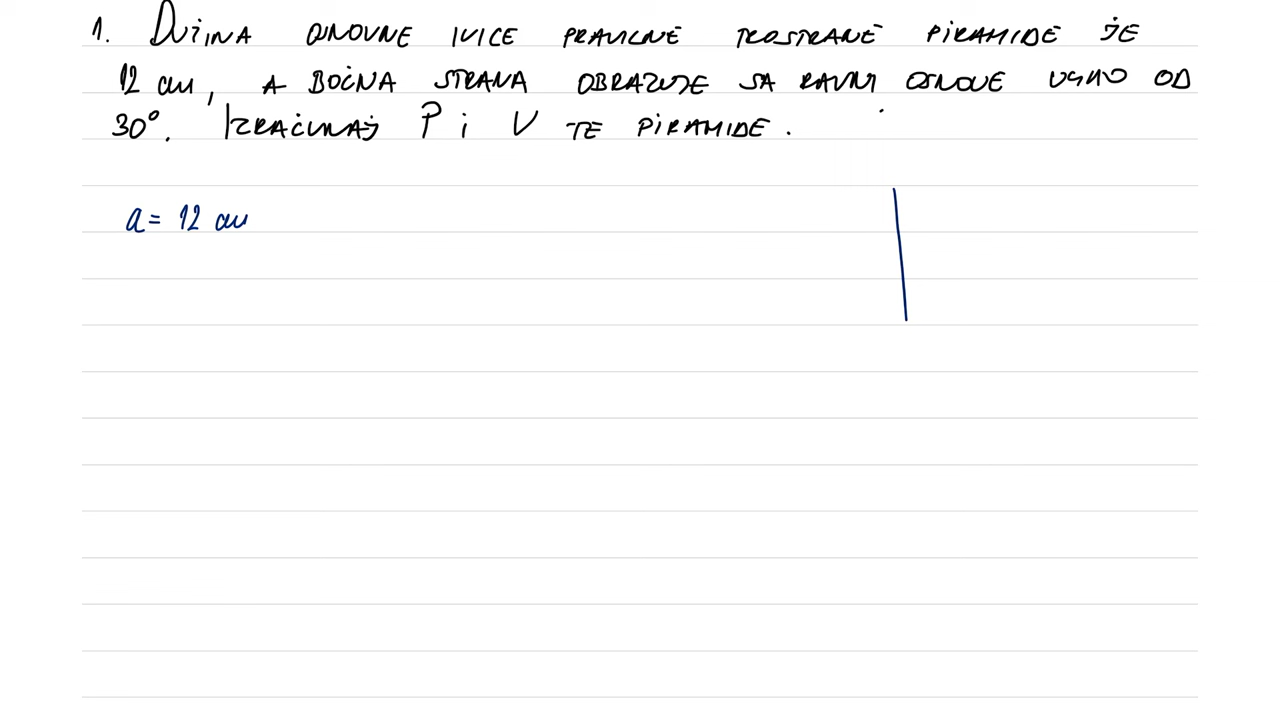 1. Dužina osnovne ivice pravilne trostrane piramide je
12 cm, a bočna strana obrazuje sa ravni osnove ugao od
30°. Izračunaj P i V te piramide.
a = 12 cm